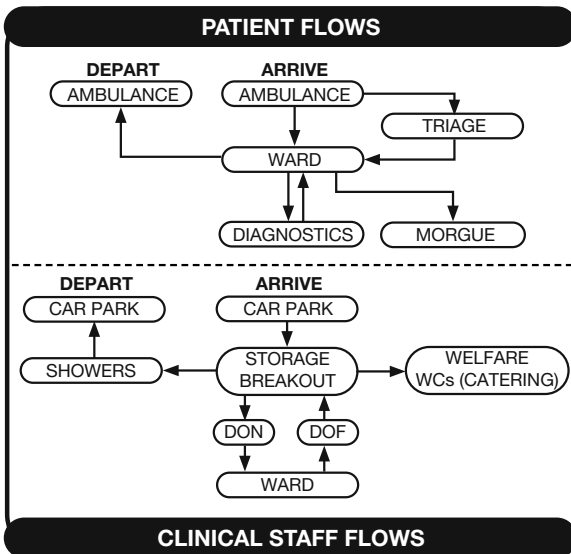 PATIENT FLOWS
DEPART
ARRIVE
AMBULANCE
AMBULANCE
TRIAGE
WARD
DIAGNOSTICS
MORGUE
DEPART
ARRIVE
CAR PARK
CAR PARK
SHOWERS
STORAGE
BREAKOUT
WELFARE
WCs (CATERING)
DON
DOF
WARD
CLINICAL STAFF FLOWS